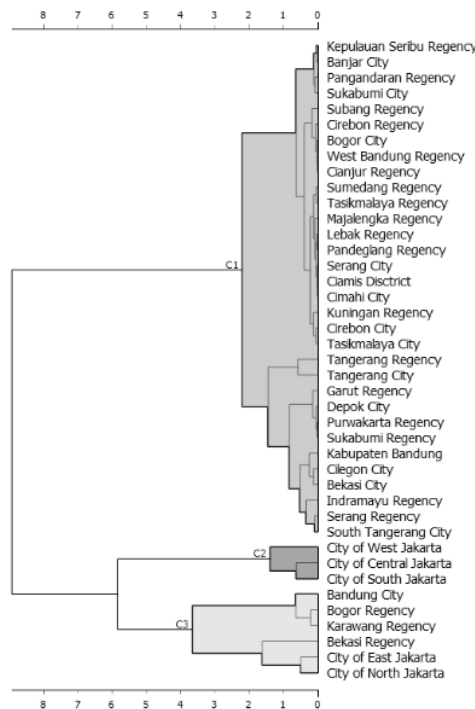 8 7 6 5 4 3 2 1 0
Kepulauan Seribu Regency
Banjar City
Pangandaran Regency
Sukabumi City
Subang Regency
Cirebon Regency
Bogor City
West Bandung Regency
Cianjur Regency
Sumedang Regency
Tasikmalaya Regency
Majalengka Regency
Lebak Regency
Pandeglang Regency
Serang City
C1
Ciamis Disctrict
Cimahi City
Kuningan Regency
Cirebon City
Tasikmalaya City
Tangerang Regency
Tangerang City
Garut Regency
Depok City
Purwakarta Regency
Sukabumi Regency
Kabupaten Bandung
Cilegon City
Bekasi City
Indramayu Regency
Serang Regency
South Tangerang City
City of West Jakarta
C2
City of Central Jakarta
City of South Jakarta
Bandung City
Bogor Regency
C3
Karawang Regency
Bekasi Regency
City of East Jakarta
City of North Jakarta
8 7 6 5 4 3 2 1 0